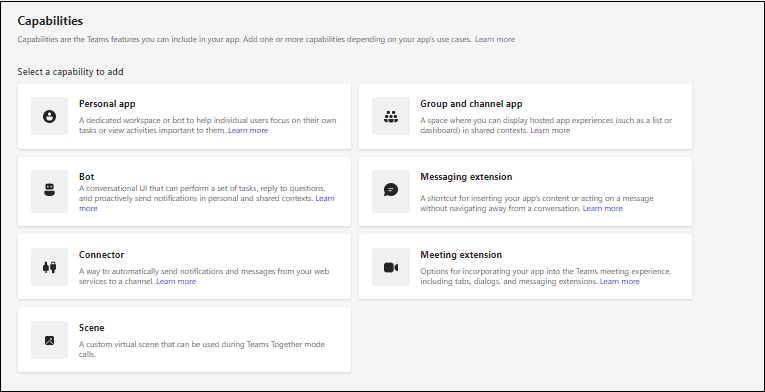 Capabilities
Capabilities are the Teams features you can include in your app. Add one or more capabilities depending on your app's use cases. Learn more
Select a capability to add
Personal app
A dedicated workspace or bot to help individual users focus on their own
tasks or view activities important to them. Learn more
Group and channel app
A space where you can display hosted app experiences (such as a list or
dashboard) in shared contexts. Learn more
Bot
A conversational UI that can perform a set of tasks, reply to questions,
and proactively send notifications in personal and shared contexts. Learn
more
Messaging extension
A shortcut for inserting your app's content or acting on a message
without navigating away from a conversation. Learn more
Connector
A way to automatically send notifications and messages from your web
services to a channel. Learn more
Meeting extension
Options for incorporating your app into the Teams meeting experience,
including tabs, dialogs, and messaging extensions. Learn more
Scene
A custom virtual scene that can be used during Teams Together mode
calls.